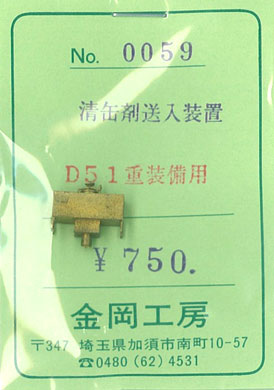 No. 0059
清缶剤送入装置
D51重装備用
¥750.
金岡工房
〒347 埼玉県加須市南町10-57
☎0480(62)4531